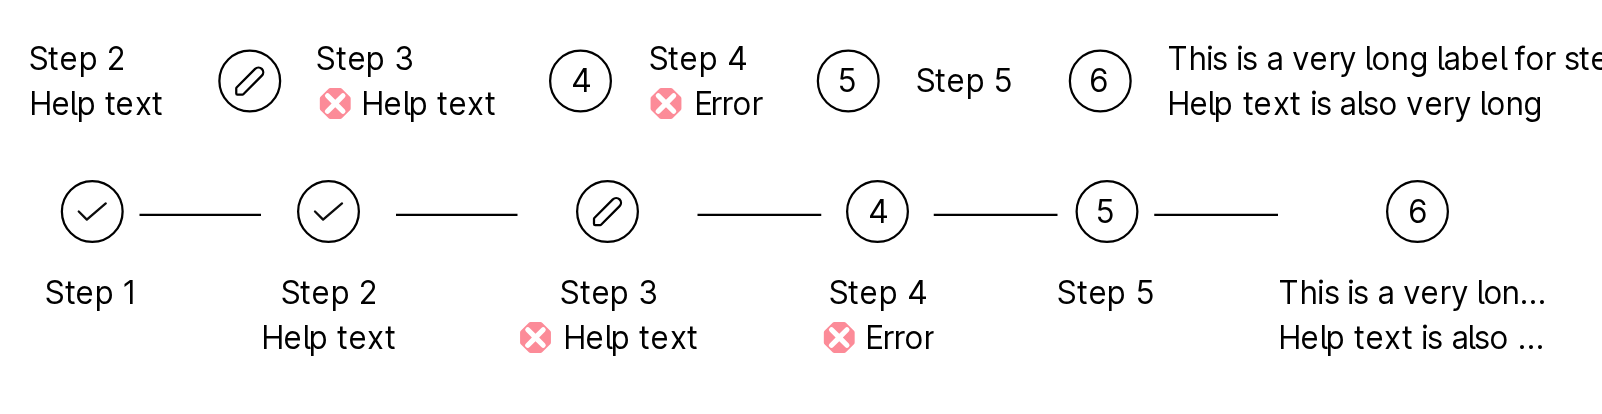 Step 2 Step 3 4 Step 4 5 Step 5 6 This is a very long label for ste
Help text Help text Error Help text is also very long
4 5 6
Step 1 Step 2 Step 3 Step 4 Step 5 This is a very lon...
Help text Help text Error Help text is also ...